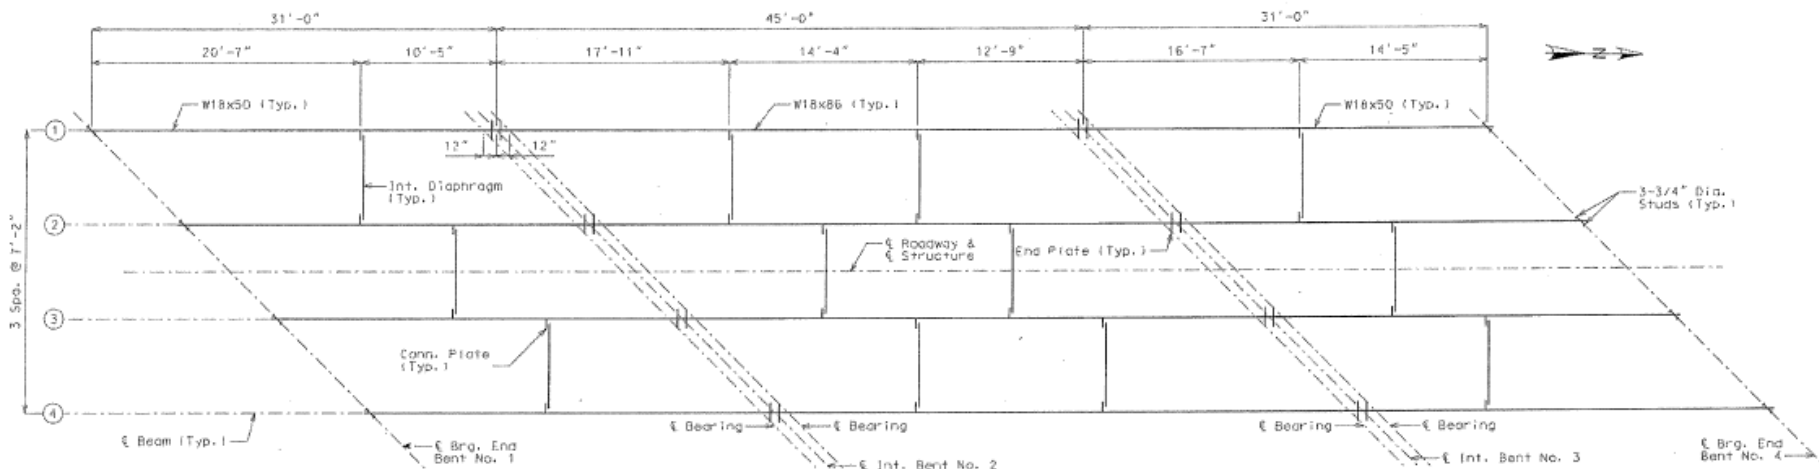 31'-0" 45'-0" 31'-0"
20'-7" 10'-5" 17'-11" 14'-4" 12'-9" 16'-7" 14'-5"
N
W18x50 (Typ.) W18x86 (Typ.) W18x50 (Typ.)
1
12" 12"
Int. Diaphragm
(Typ.)
3-3/4" Dia.
Studs (Typ.)
2
℄ Roadway &
℄ Structure
End Plate (Typ.)
3 Spa. @ 7'-2"
3
Conn. Plate
(Typ.)
4
℄ Beam (Typ.)
℄ Brg. End
Bent No. 1
℄ Bearing ℄ Bearing
℄ Int. Bent No. 2
℄ Bearing ℄ Bearing
℄ Int. Bent No. 3
℄ Brg. End
Bent No. 4